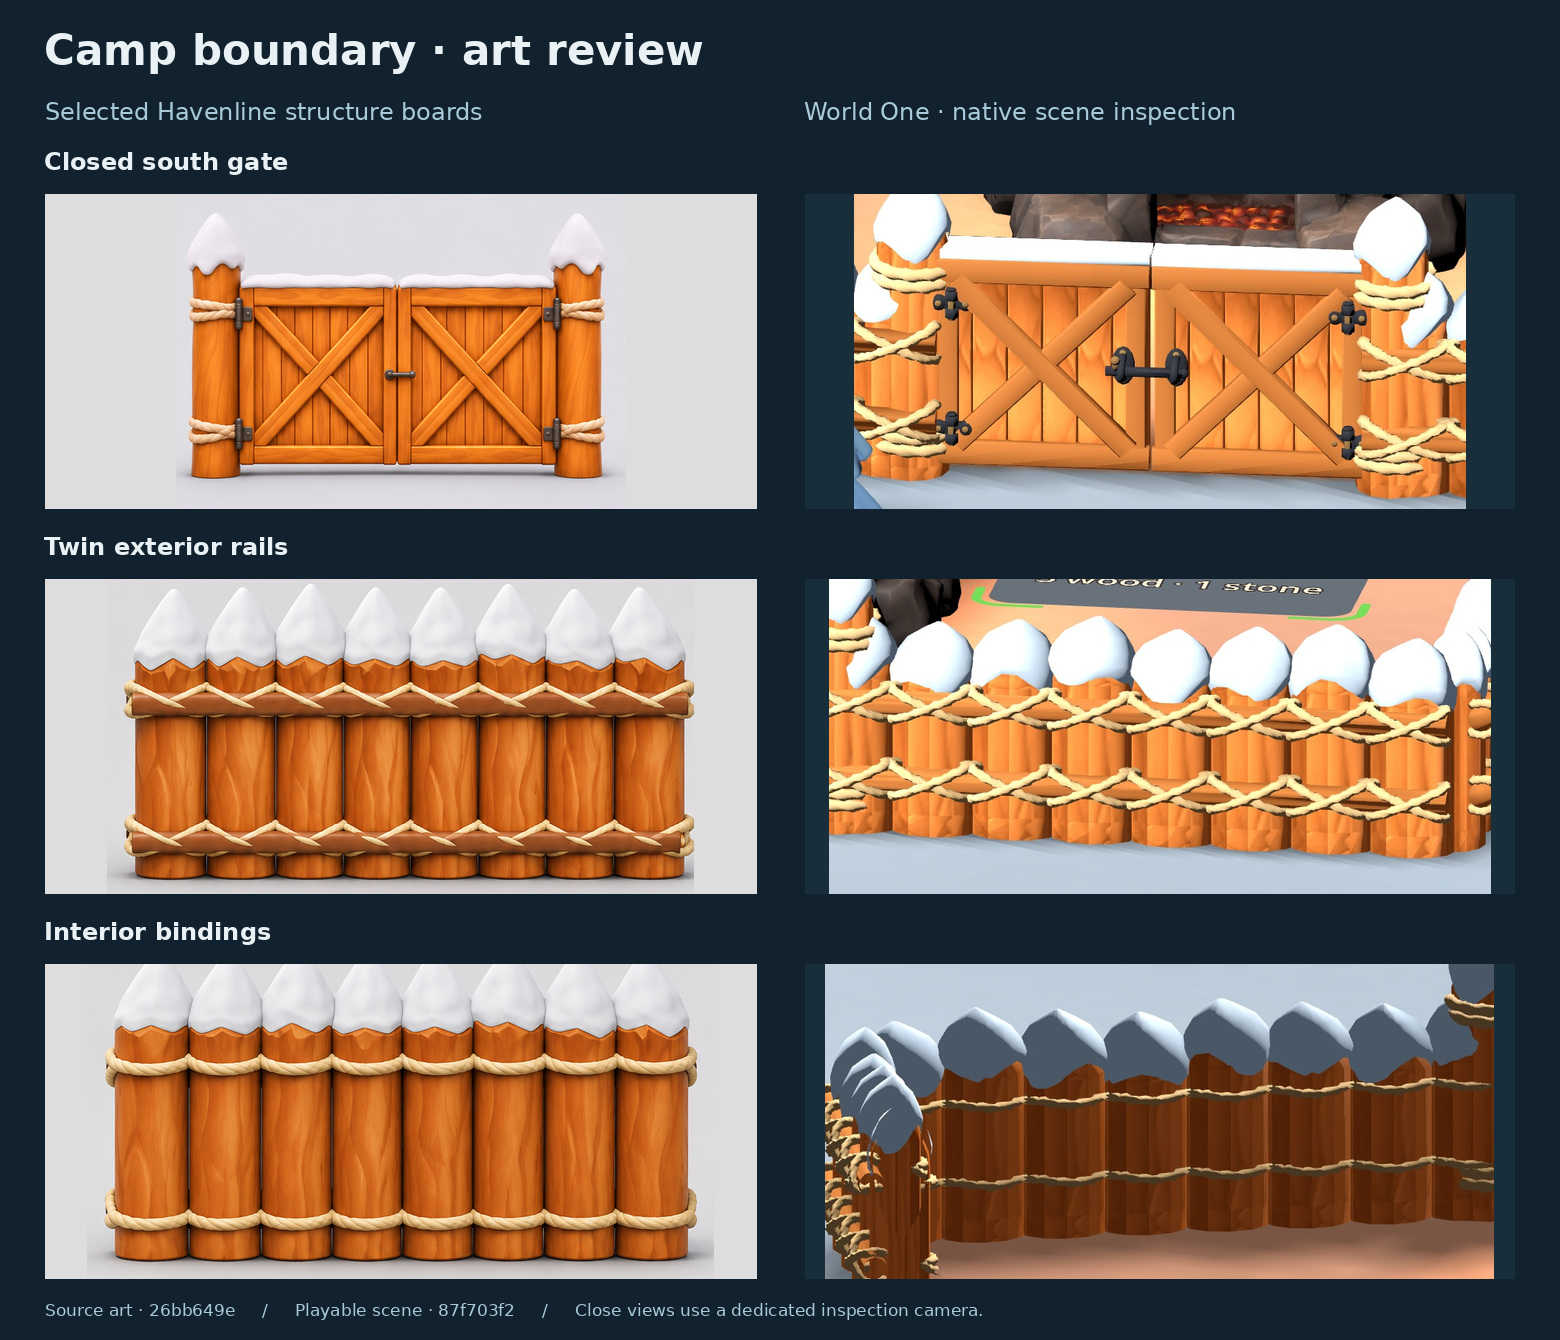 Camp boundary · art review
Selected Havenline structure boards
World One · native scene inspection
Closed south gate
Twin exterior rails
wood · 1 stone
Interior bindings
Source art · 26bb649e / Playable scene · 87f703f2 / Close views use a dedicated inspection camera.